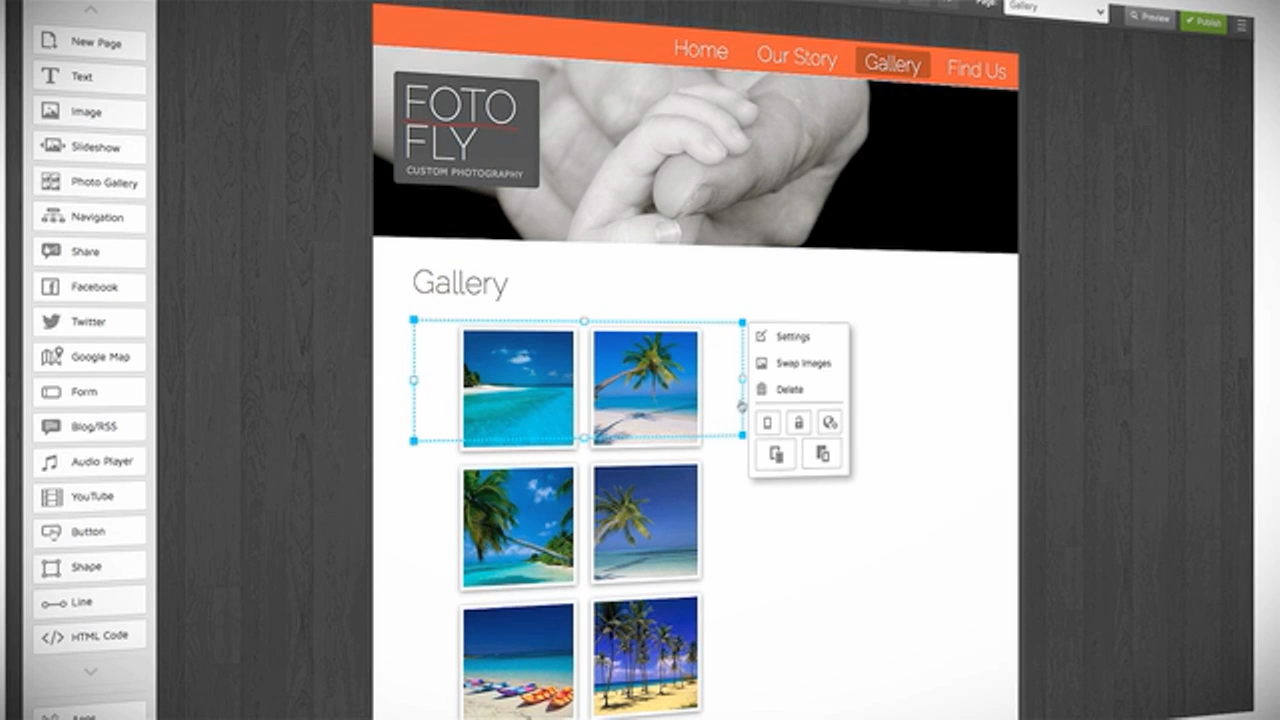 Page:
Gallery
Preview
Publish
New Page
Text
Image
Slideshow
Photo Gallery
Navigation
Share
Facebook
Twitter
Google Map
Form
Blog/RSS
Audio Player
YouTube
Button
Shape
Line
HTML Code
Home
Our Story
Gallery
Find Us
FOTO
FLY
CUSTOM PHOTOGRAPHY
Gallery
Settings
Swap Images
Delete